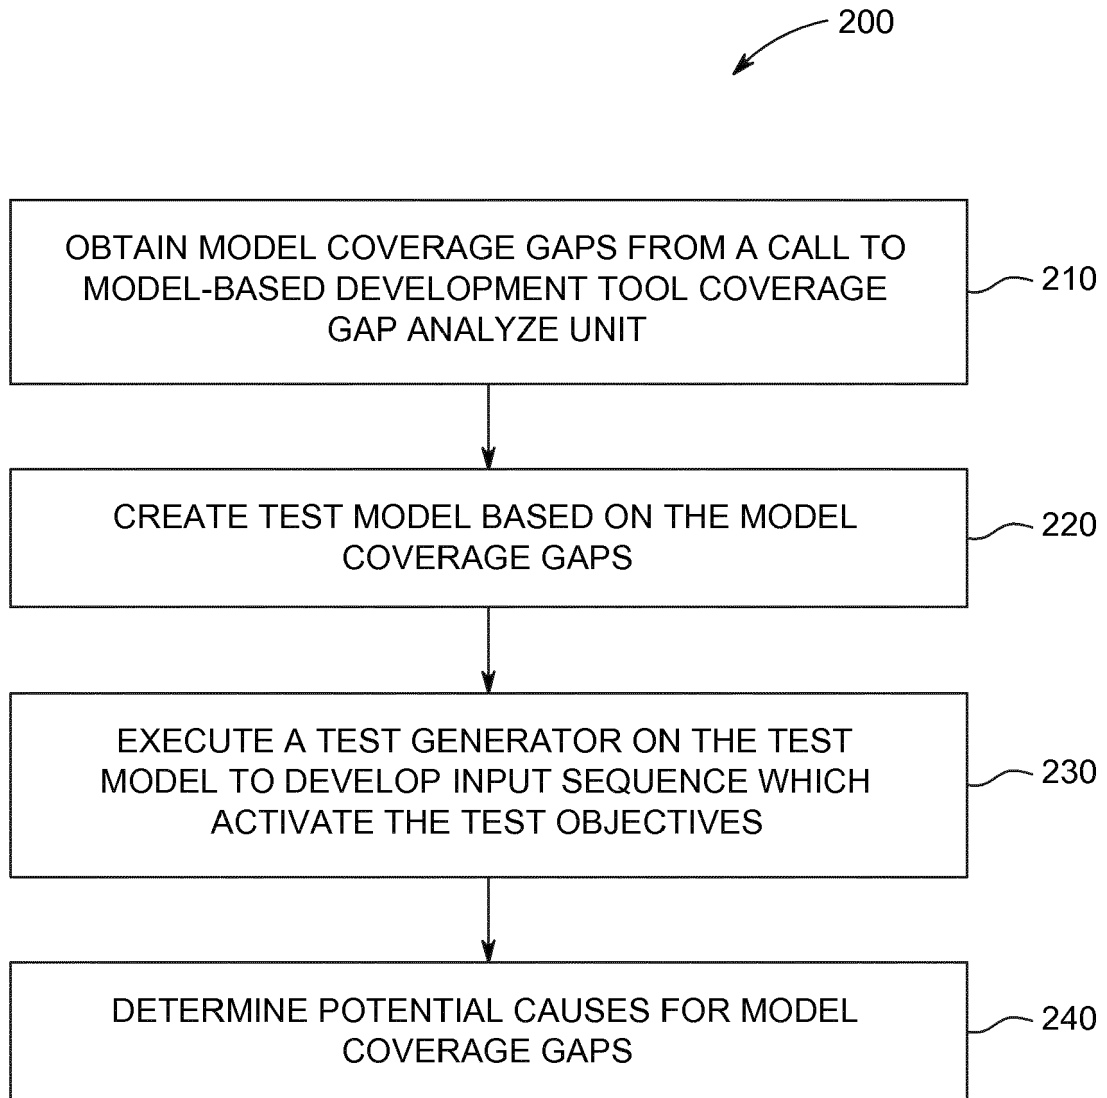 200
OBTAIN MODEL COVERAGE GAPS FROM A CALL TO
MODEL-BASED DEVELOPMENT TOOL COVERAGE
GAP ANALYZE UNIT
210
CREATE TEST MODEL BASED ON THE MODEL
COVERAGE GAPS
220
EXECUTE A TEST GENERATOR ON THE TEST
MODEL TO DEVELOP INPUT SEQUENCE WHICH
ACTIVATE THE TEST OBJECTIVES
230
DETERMINE POTENTIAL CAUSES FOR MODEL
COVERAGE GAPS
240